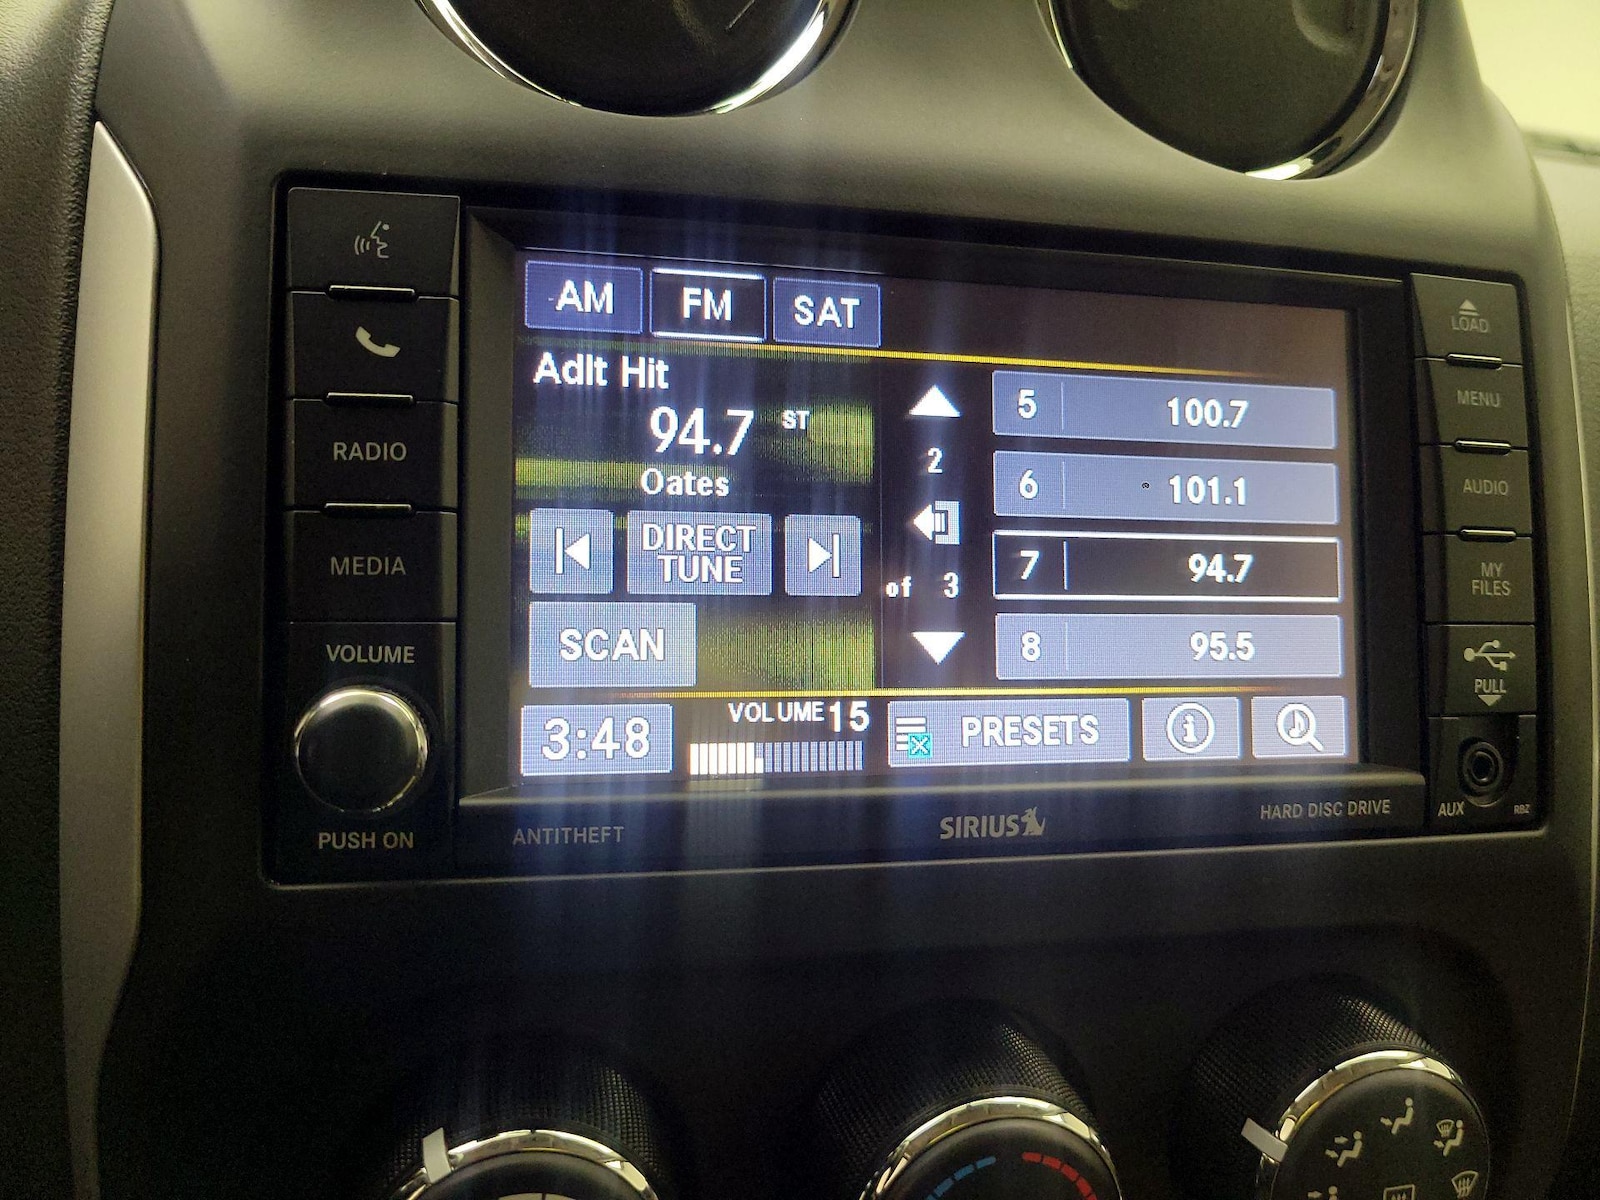 AM FM SAT
Adlt Hit
94.7 ST
Oates
DIRECT
TUNE
SCAN
2
of 3
5 100.7
6 101.1
7 94.7
8 95.5
3:48
VOLUME 15
PRESETS
RADIO
MEDIA
VOLUME
PUSH ON
ANTITHEFT
SIRIUS
HARD DISC DRIVE
LOAD
MENU
AUDIO
MY
FILES
PULL
AUX
RBZ